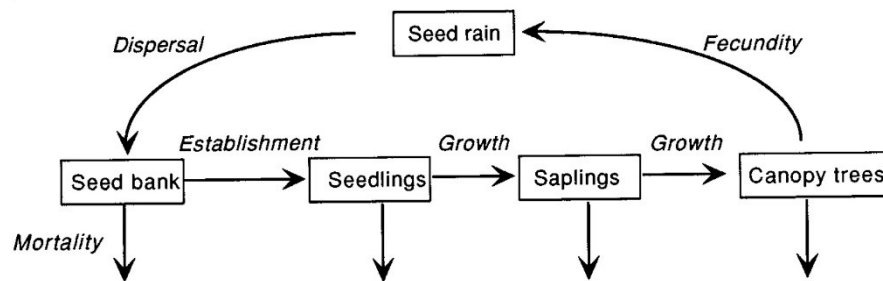 Seed rain
Dispersal
Fecundity
Establishment
Growth
Growth
Seed bank
Seedlings
Saplings
Canopy trees
Mortality